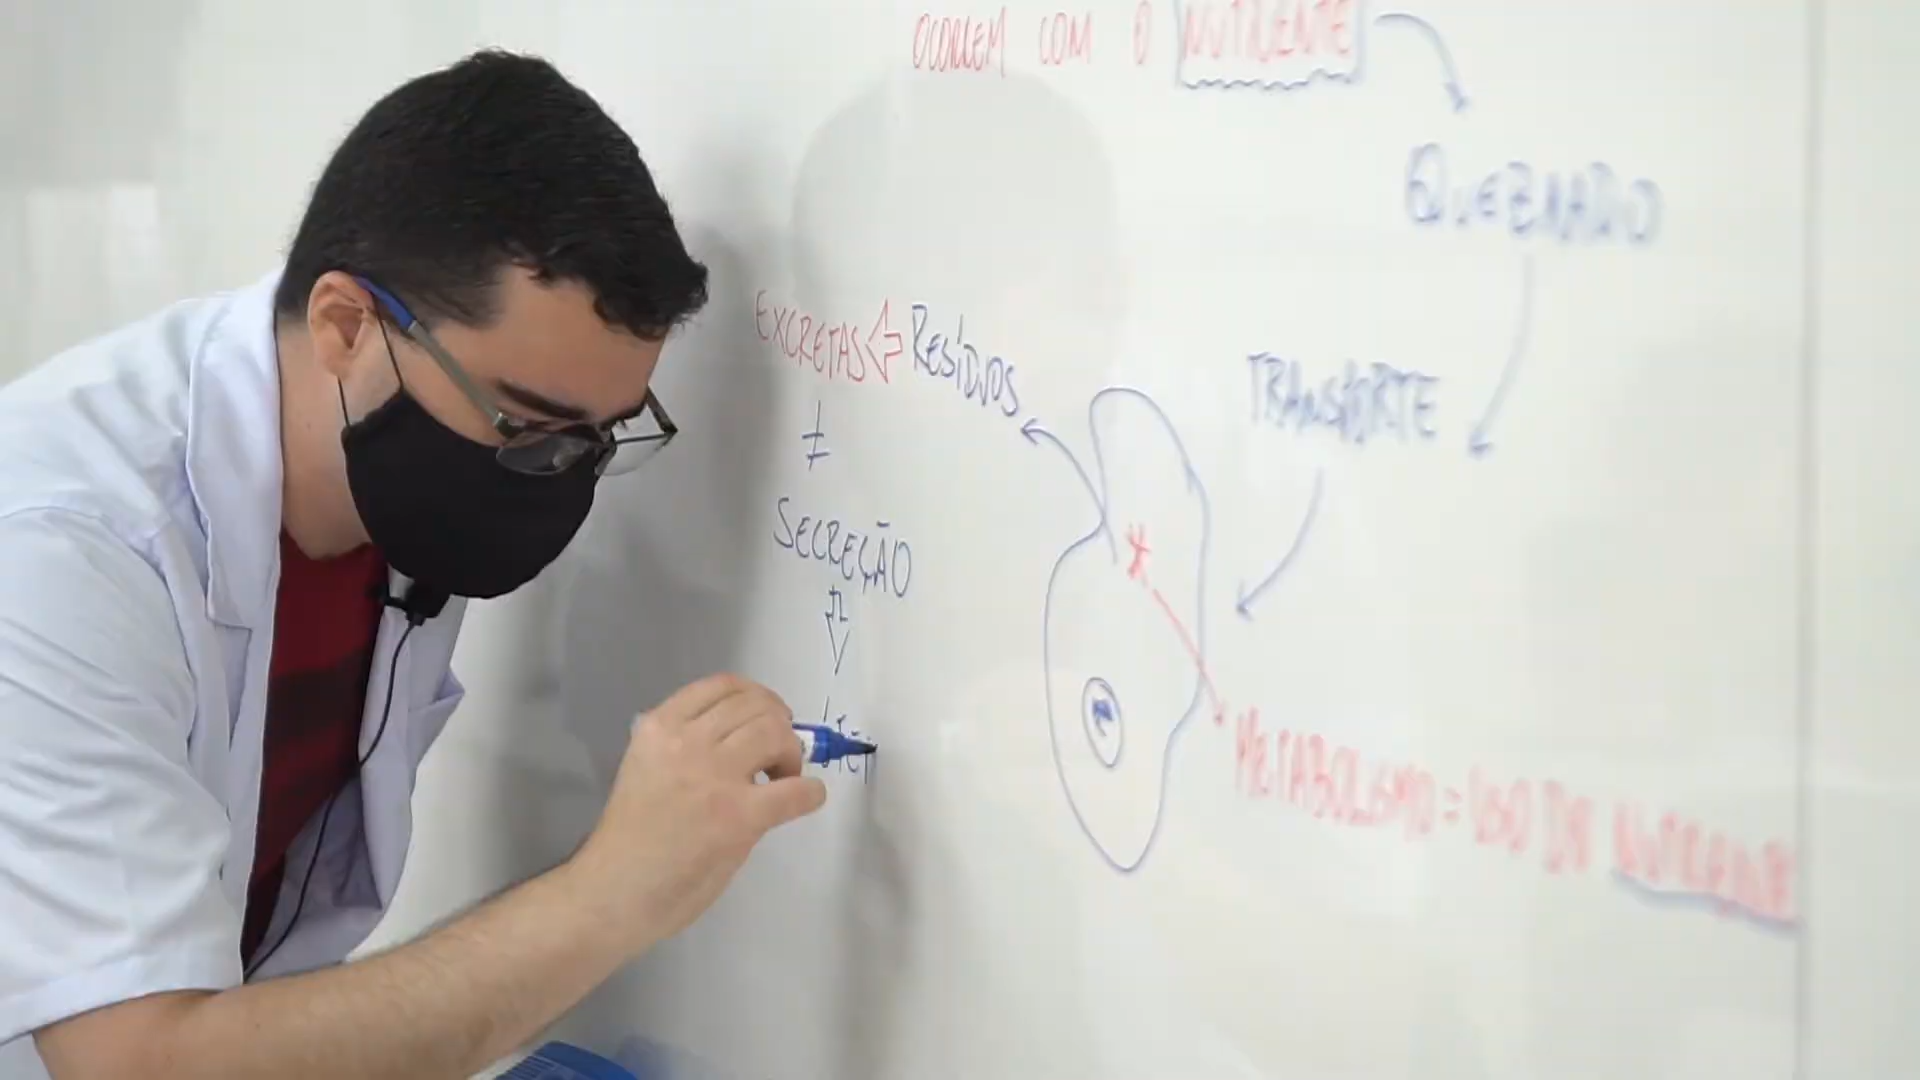 OCORREM COM O NUTRIENTE
QUEBRADO
TRANSPORTE
EXCRETAS RESÍDUOS
≠
SECREÇÃO
METABOLISMO = USO DO NUTRIENTE